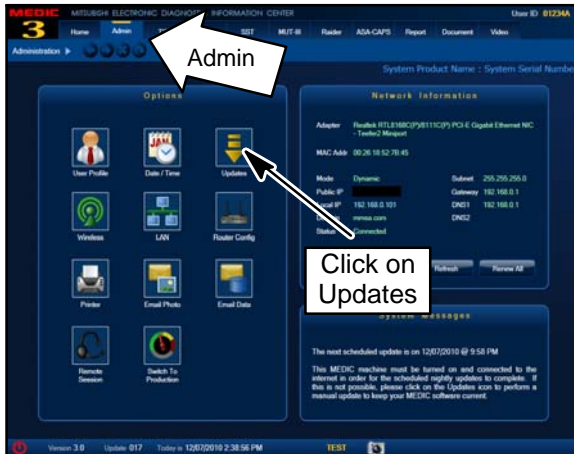 MEDIC MITSUBISHI ELECTRONIC DIAGNOSTIC INFORMATION CENTER User ID 01234A
3 Home Admin SST MUT-III Raider ASA-CAPS Report Document Video
Administration
Admin
System Product Name : System Serial Number
Options
User Profile Date / Time Updates
Wireless LAN Router Config
Printer Email Photo Email Data
Remote Session Switch To Production
Click on
Updates
Network Information
Adapter Realtek RTL8168C(P)/8111C(P) PCI-E Gigabit Ethernet NIC
- Teefer2 Miniport
MAC Addr 00:26:18:52:7B:45
Mode Dynamic Subnet 255.255.255.0
Public IP Gateway 192.168.0.1
Local IP 192.168.0.101 DNS1 192.168.0.1
mmsa.com DNS2
Status Connected
Refresh Renew All
System Messages
The next scheduled update is on 12/07/2010 @ 9:58 PM
This MEDIC machine must be turned on and connected to the
internet in order for the scheduled nightly updates to complete. If
this is not possible, please click on the Updates icon to perform a
manual update to keep your MEDIC software current.
Version 3.0 Update 017 Today is 12/07/2010 2:38:56 PM TEST